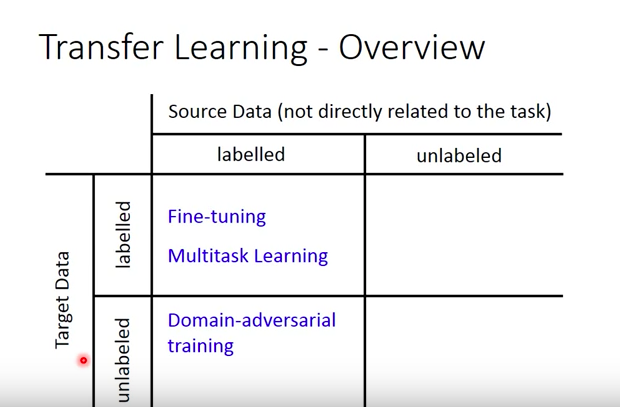 Transfer Learning - Overview
Source Data (not directly related to the task)
labelled
unlabeled
Target Data
labelled
Fine-tuning
Multitask Learning
unlabeled
Domain-adversarial
training